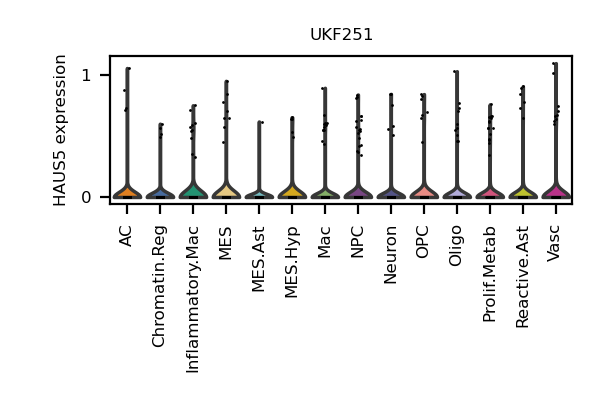 UKF251
HAUS5 expression
1
0
AC
Chromatin.Reg
Inflammatory.Mac
MES
MES.Ast
MES.Hyp
Mac
NPC
Neuron
OPC
Oligo
Prolif.Metab
Reactive.Ast
Vasc